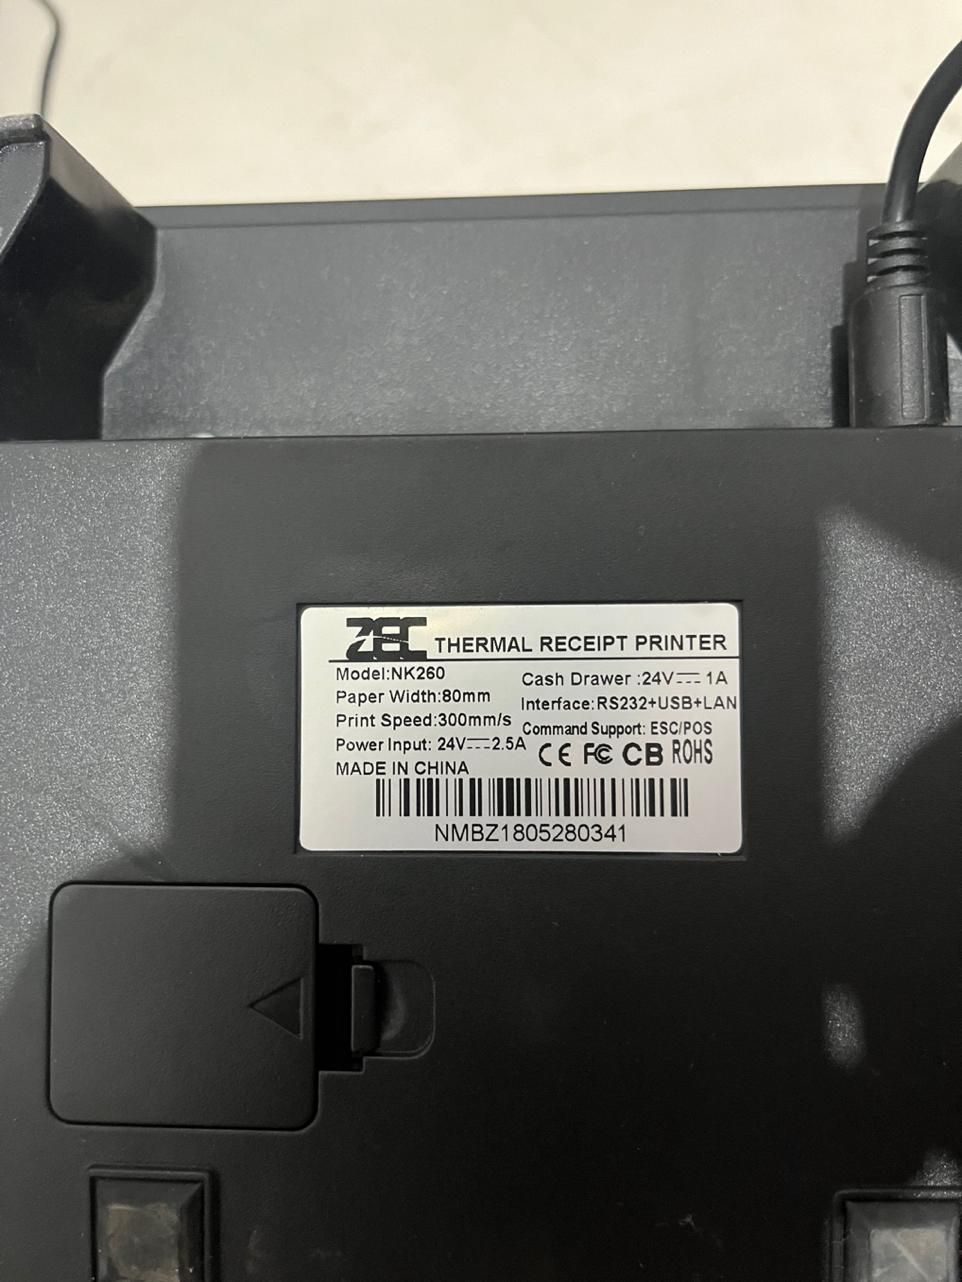 ZEC THERMAL RECEIPT PRINTER
Model:NK260
Paper Width:80mm
Print Speed:300mm/s
Power Input: 24V⎓2.5A
MADE IN CHINA
Cash Drawer :24V⎓1A
Interface:RS232+USB+LAN
Command Support: ESC/POS
CE FC CB ROHS
NMBZ1805280341